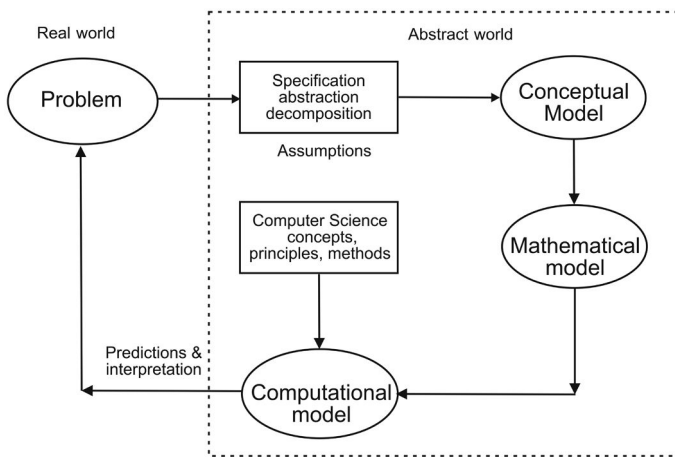 Real world
Abstract world
Problem
Specification
abstraction
decomposition
Conceptual
Model
Assumptions
Computer Science
concepts,
principles, methods
Mathematical
model
Predictions &
interpretation
Computational
model